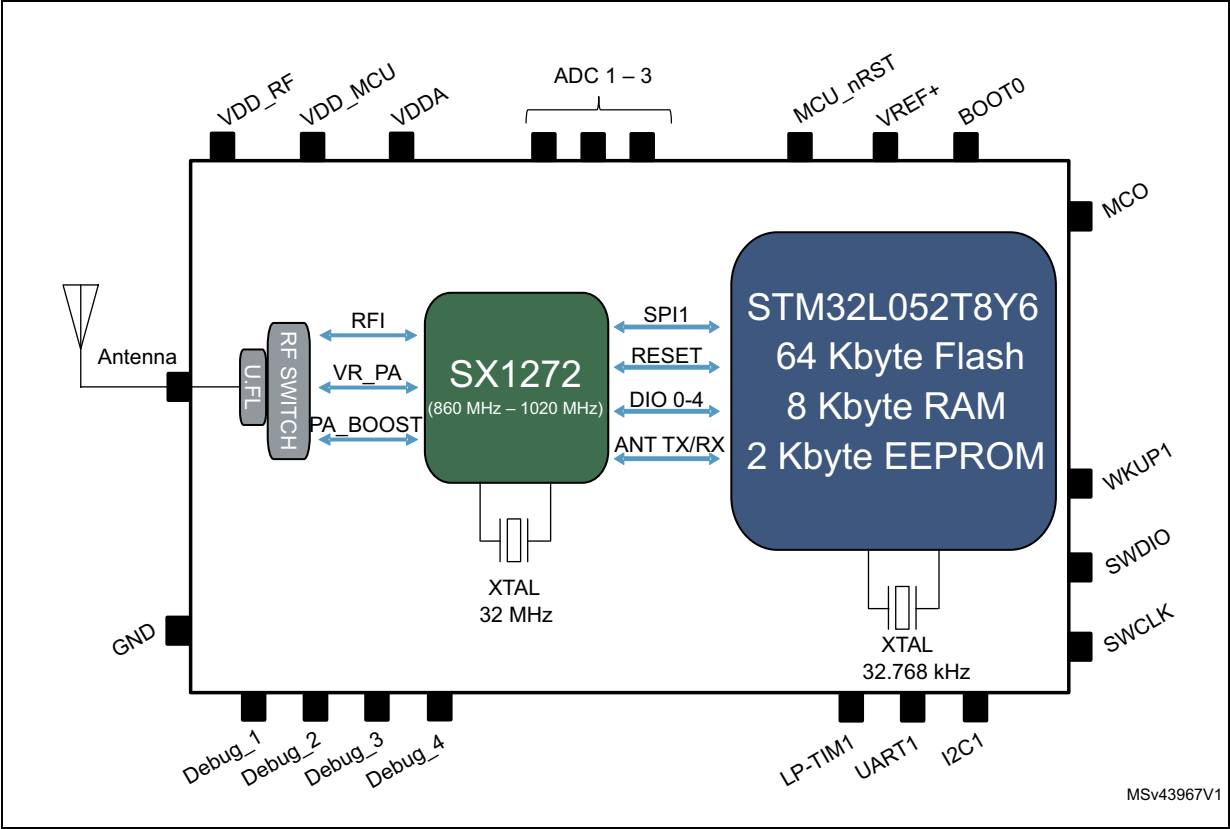 VDD_RF
VDD_MCU
VDDA
ADC 1 – 3
MCU_nRST
VREF+
BOOT0
MCO
Antenna
U.FL
RF SWITCH
RFI
VR_PA
PA_BOOST
SX1272
(860 MHz – 1020 MHz)
SPI1
RESET
DIO 0-4
ANT TX/RX
STM32L052T8Y6
64 Kbyte Flash
8 Kbyte RAM
2 Kbyte EEPROM
WKUP1
SWDIO
SWCLK
XTAL
32 MHz
XTAL
32.768 kHz
GND
Debug_1
Debug_2
Debug_3
Debug_4
LP-TIM1
UART1
I2C1
MSv43967V1